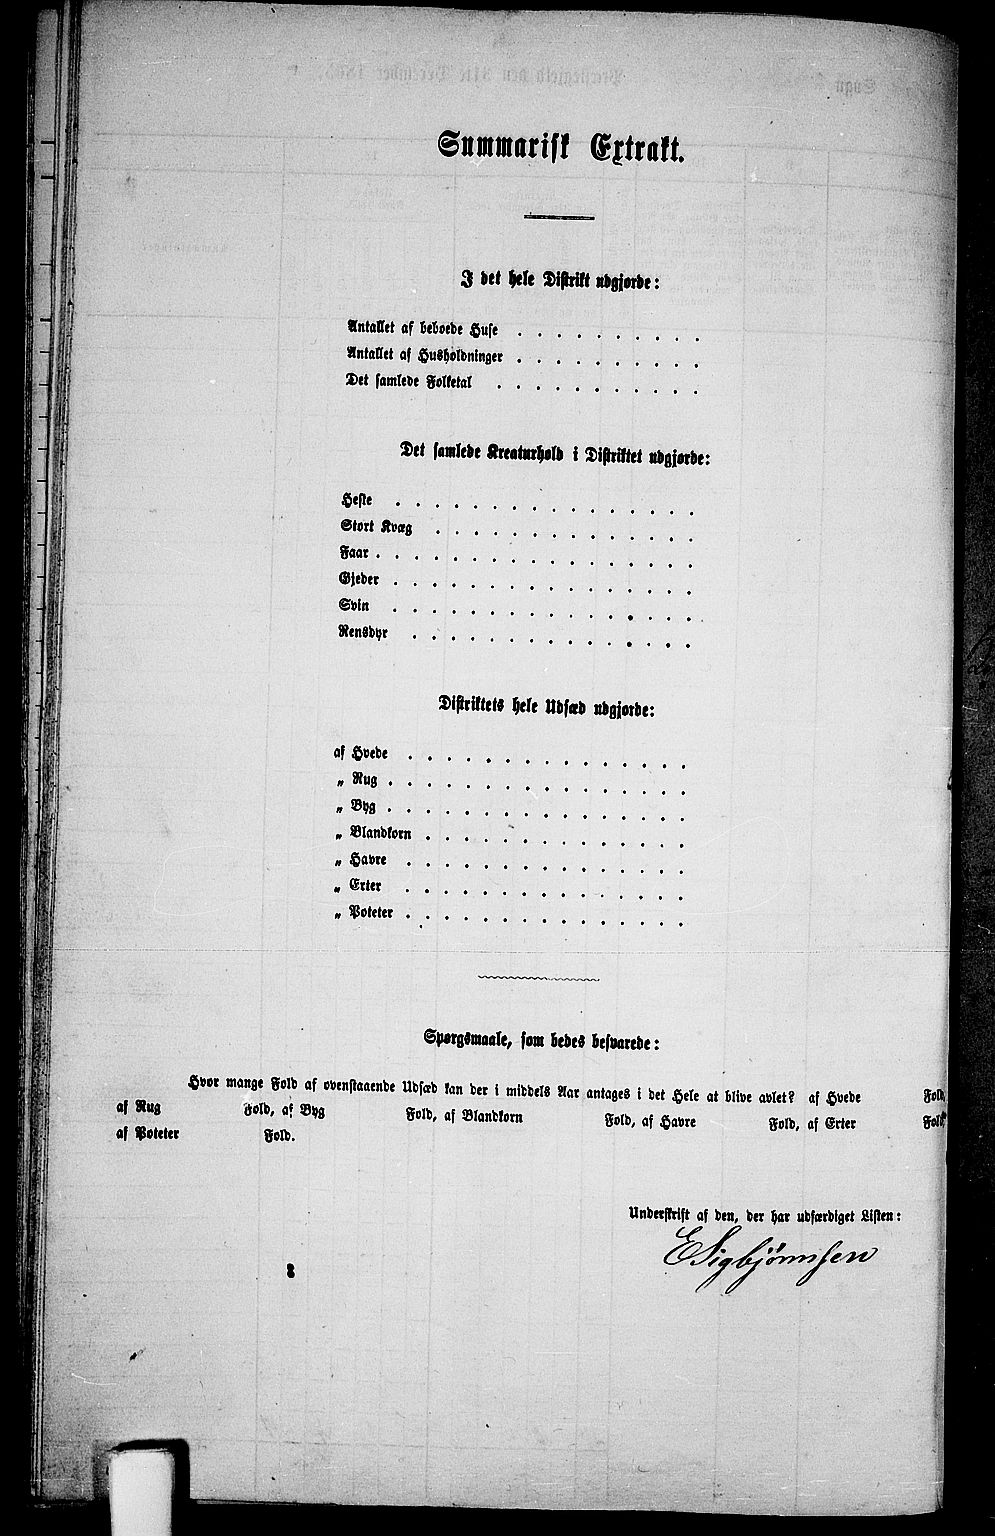 Summarisk Extrakt.
I det hele Distrikt udgjorde:
Antallet af beboede Huse . . . . . . . . . .
Antallet af Husholdninger . . . . . . . . . .
Det samlede Folketal . . . . . . . . . . .
Det samlede Kreaturhold i Distriktet udgjorde:
Heste . . . . . . . . . . . . . . . .
Stort Kvæg . . . . . . . . . . . . . .
Faar . . . . . . . . . . . . . . . . .
Gjeder . . . . . . . . . . . . . . . .
Svin . . . . . . . . . . . . . . . .
Rensdyr . . . . . . . . . . . . . . .
Distriktets hele Udsæd udgjorde:
af Hvede . . . . . . . . . . . . . . .
„ Rug . . . . . . . . . . . . . . . .
„ Byg . . . . . . . . . . . . . . . .
„ Blandkorn . . . . . . . . . . . . . .
„ Havre . . . . . . . . . . . . . . .
„ Erter . . . . . . . . . . . . . . .
„ Poteter . . . . . . . . . . . . . . .
Spørgsmaale, som bedes besvarede:
Hvor mange Fold af ovenstaaende Udsæd kan der i middels Aar antages i det Hele at blive avlet? af Hvede Fold,
af Rug Fold, af Byg Fold, af Blandkorn Fold, af Havre Fold, af Erter Fold,
af Poteter Fold.
Underskrift af den, der har udfærdiget Listen:
E Sigbjørnsen